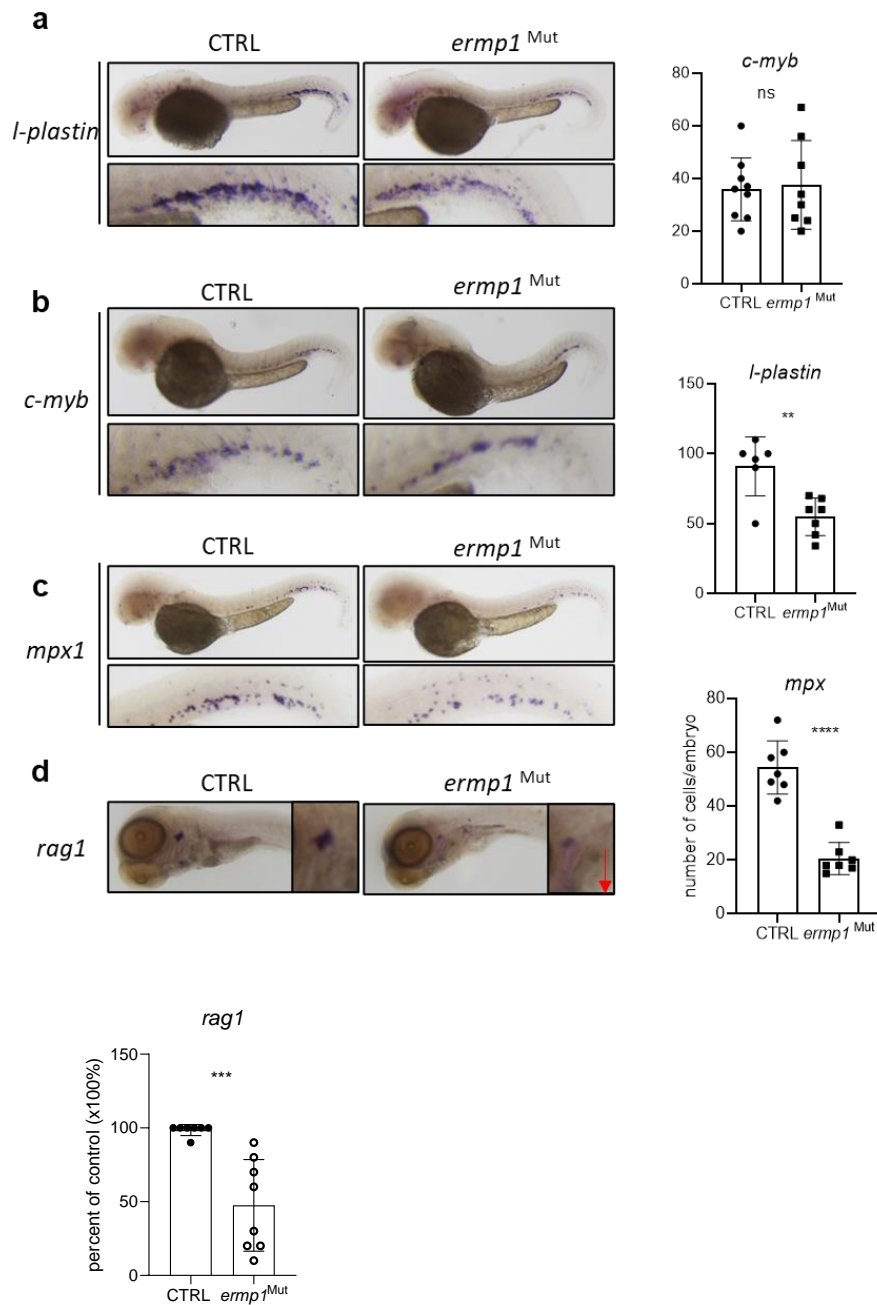 a
CTRL
ermp1 Mut
l-plastin
c-myb
ns
80
60
40
20
0
CTRL ermp1 Mut
b
CTRL
ermp1 Mut
c-myb
l-plastin
**
150
100
50
0
CTRL ermp1Mut
c
CTRL
ermp1 Mut
mpx1
mpx
****
number of cells/embryo
80
60
40
20
0
CTRL ermp1 Mut
d
CTRL
ermp1 Mut
rag1
rag1
***
percent of control (x100%)
150
100
50
0
CTRL ermp1Mut